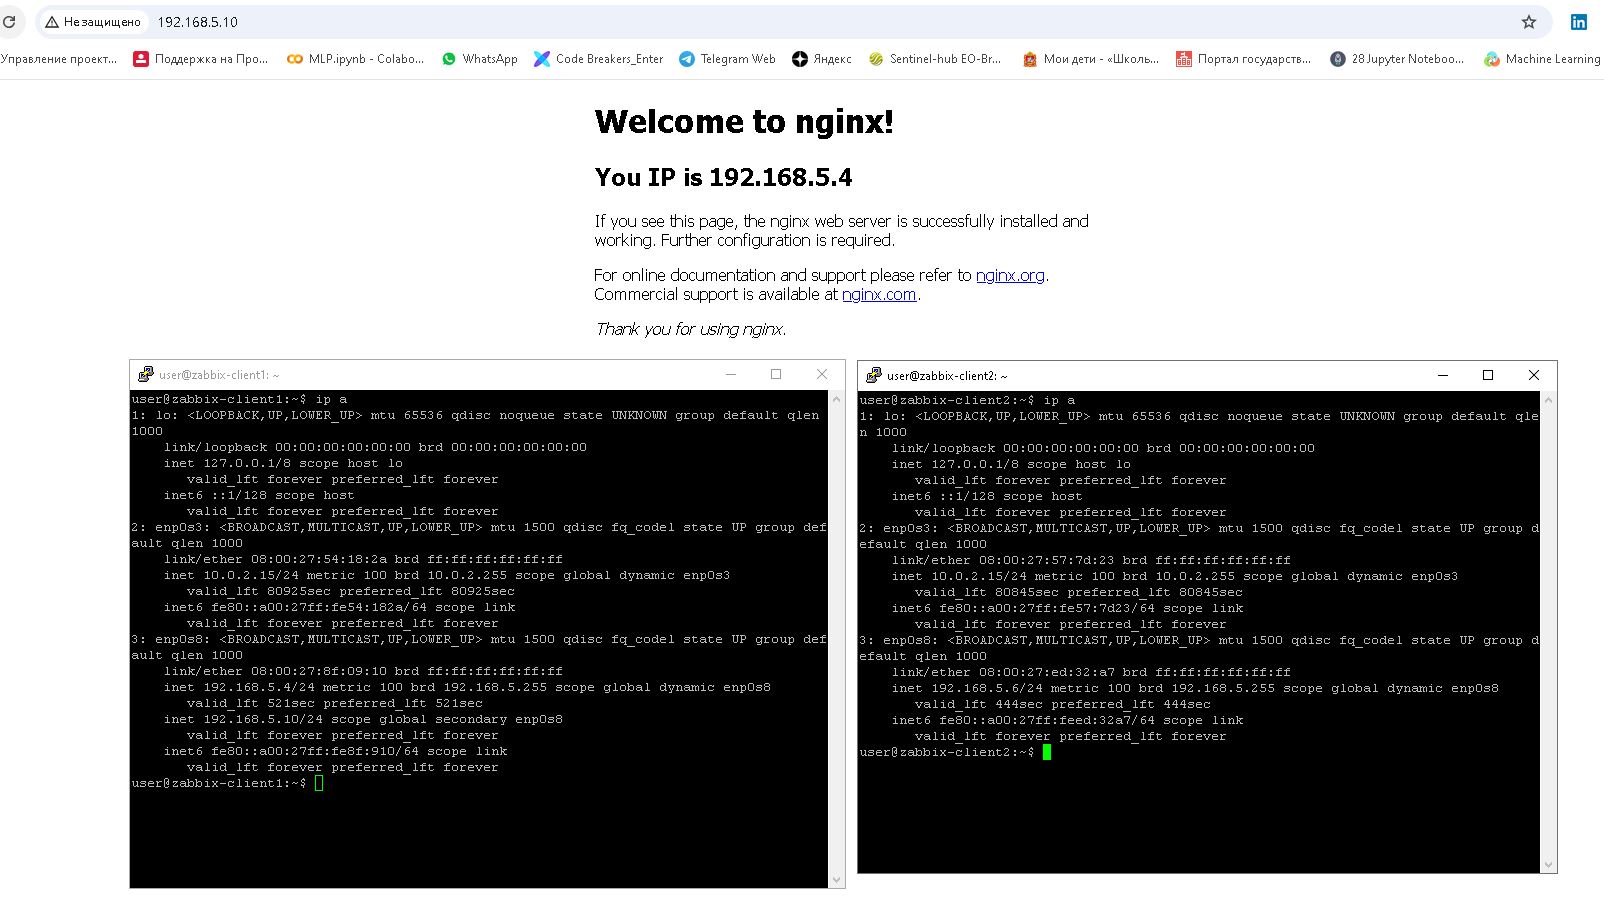 Не защищено 192.168.5.10
Управление проект... Поддержка на Про... MLP.ipynb - Colabo... WhatsApp Code Breakers_Enter Telegram Web Яндекс Sentinel-hub EO-Br... Мои дети - «Школь... Портал государств... 28 Jupyter Noteboo... Machine Learning
Welcome to nginx!
You IP is 192.168.5.4
If you see this page, the nginx web server is successfully installed and
working. Further configuration is required.
For online documentation and support please refer to nginx.org.
Commercial support is available at nginx.com.
Thank you for using nginx.
user@zabbix-client1: ~
user@zabbix-client1:~$ ip a
1: lo: <LOOPBACK,UP,LOWER_UP> mtu 65536 qdisc noqueue state UNKNOWN group default qlen
1000
link/loopback 00:00:00:00:00:00 brd 00:00:00:00:00:00
inet 127.0.0.1/8 scope host lo
valid_lft forever preferred_lft forever
inet6 ::1/128 scope host
valid_lft forever preferred_lft forever
2: enp0s3: <BROADCAST,MULTICAST,UP,LOWER_UP> mtu 1500 qdisc fq_codel state UP group def
ault qlen 1000
link/ether 08:00:27:54:18:2a brd ff:ff:ff:ff:ff:ff
inet 10.0.2.15/24 metric 100 brd 10.0.2.255 scope global dynamic enp0s3
valid_lft 80925sec preferred_lft 80925sec
inet6 fe80::a00:27ff:fe54:182a/64 scope link
valid_lft forever preferred_lft forever
3: enp0s8: <BROADCAST,MULTICAST,UP,LOWER_UP> mtu 1500 qdisc fq_codel state UP group def
ault qlen 1000
link/ether 08:00:27:8f:09:10 brd ff:ff:ff:ff:ff:ff
inet 192.168.5.4/24 metric 100 brd 192.168.5.255 scope global dynamic enp0s8
valid_lft 521sec preferred_lft 521sec
inet 192.168.5.10/24 scope global secondary enp0s8
valid_lft forever preferred_lft forever
inet6 fe80::a00:27ff:fe8f:910/64 scope link
valid_lft forever preferred_lft forever
user@zabbix-client1:~$
user@zabbix-client2: ~
user@zabbix-client2:~$ ip a
1: lo: <LOOPBACK,UP,LOWER_UP> mtu 65536 qdisc noqueue state UNKNOWN group default qle
n 1000
link/loopback 00:00:00:00:00:00 brd 00:00:00:00:00:00
inet 127.0.0.1/8 scope host lo
valid_lft forever preferred_lft forever
inet6 ::1/128 scope host
valid_lft forever preferred_lft forever
2: enp0s3: <BROADCAST,MULTICAST,UP,LOWER_UP> mtu 1500 qdisc fq_codel state UP group d
efault qlen 1000
link/ether 08:00:27:57:7d:23 brd ff:ff:ff:ff:ff:ff
inet 10.0.2.15/24 metric 100 brd 10.0.2.255 scope global dynamic enp0s3
valid_lft 80845sec preferred_lft 80845sec
inet6 fe80::a00:27ff:fe57:7d23/64 scope link
valid_lft forever preferred_lft forever
3: enp0s8: <BROADCAST,MULTICAST,UP,LOWER_UP> mtu 1500 qdisc fq_codel state UP group d
efault qlen 1000
link/ether 08:00:27:ed:32:a7 brd ff:ff:ff:ff:ff:ff
inet 192.168.5.6/24 metric 100 brd 192.168.5.255 scope global dynamic enp0s8
valid_lft 444sec preferred_lft 444sec
inet6 fe80::a00:27ff:feed:32a7/64 scope link
valid_lft forever preferred_lft forever
user@zabbix-client2:~$